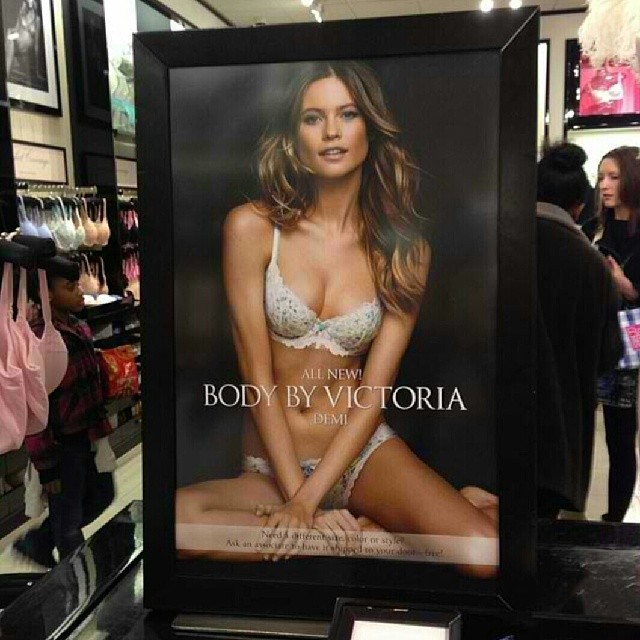 ALL NEW!
BODY BY VICTORIA
DEMI
Need a different size, color or style?
Ask an associate to have it shipped to your door - free!